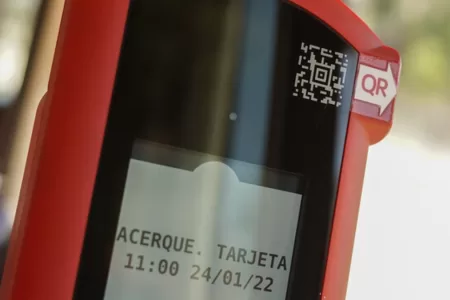 QR
ACERQUE. TARJETA
11:00 24/01/22